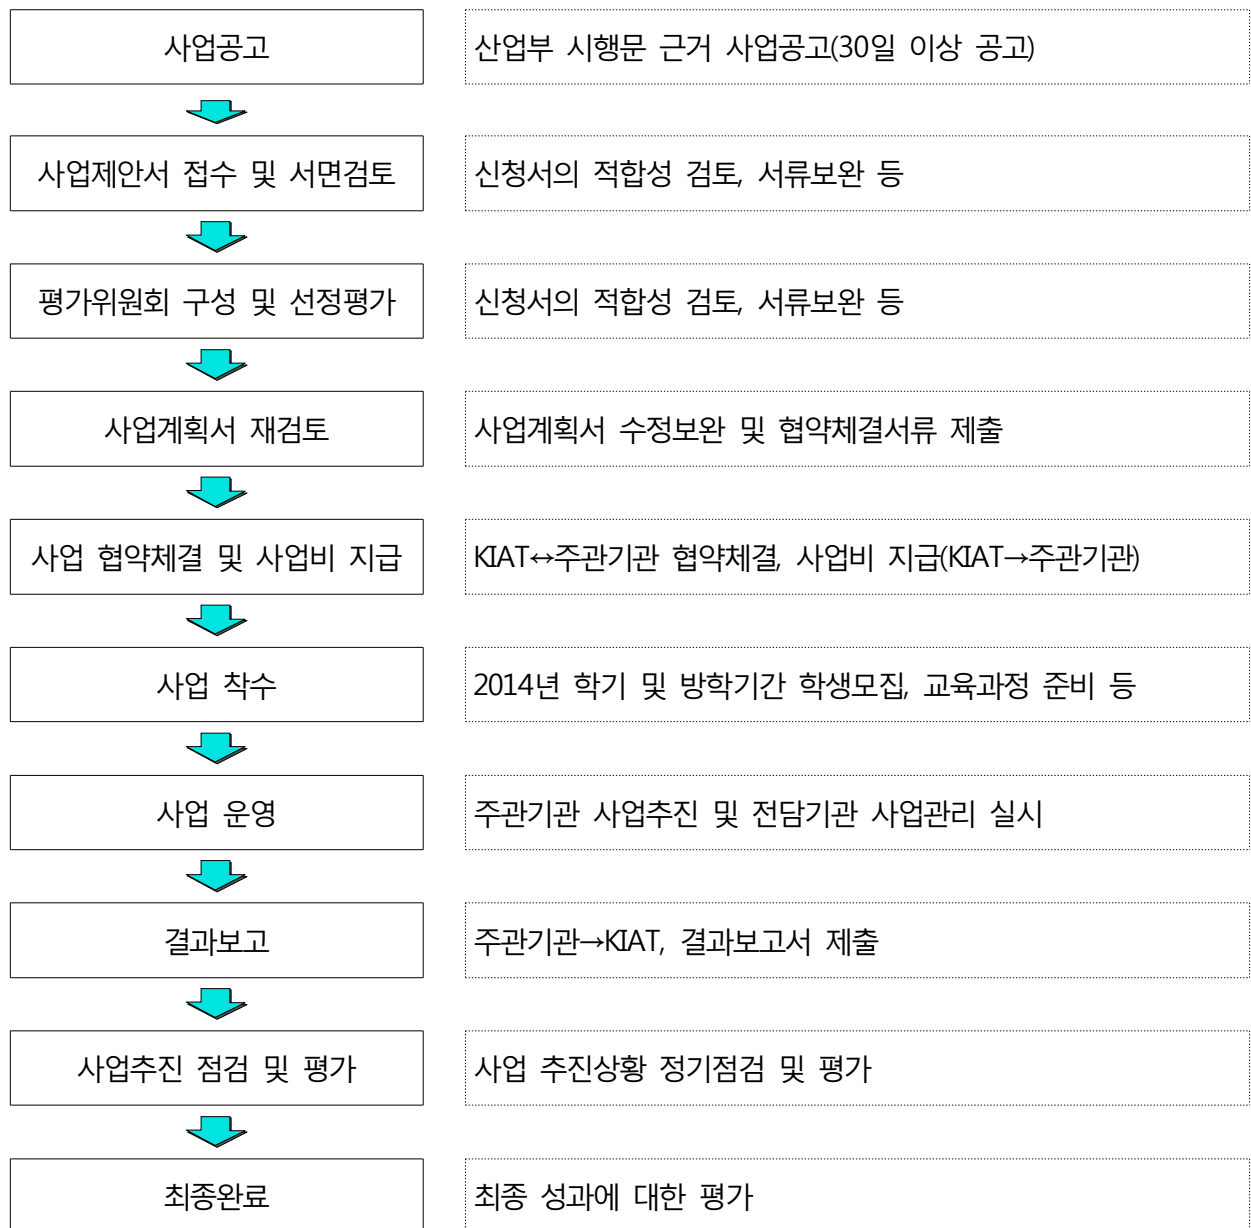 사업공고
산업부 시행문 근거 사업공고(30일 이상 공고)
사업제안서 접수 및 서면검토
신청서의 적합성 검토, 서류보완 등
평가위원회 구성 및 선정평가
신청서의 적합성 검토, 서류보완 등
사업계획서 재검토
사업계획서 수정보완 및 협약체결서류 제출
사업 협약체결 및 사업비 지급
KIAT↔주관기관 협약체결, 사업비 지급(KIAT→주관기관)
사업 착수
2014년 학기 및 방학기간 학생모집, 교육과정 준비 등
사업 운영
주관기관 사업추진 및 전담기관 사업관리 실시
결과보고
주관기관→KIAT, 결과보고서 제출
사업추진 점검 및 평가
사업 추진상황 정기점검 및 평가
최종완료
최종 성과에 대한 평가